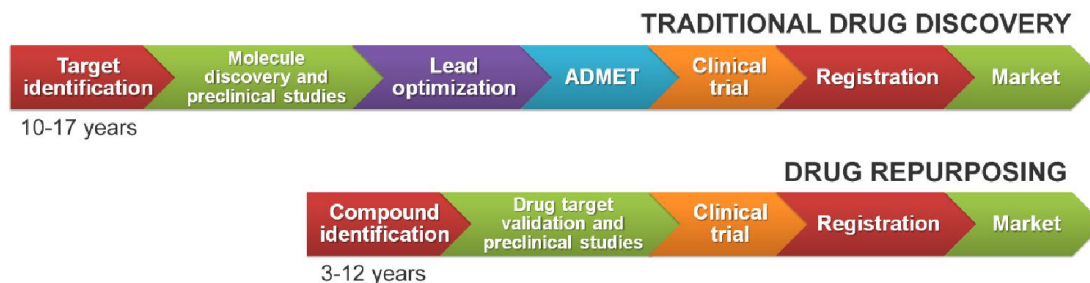 TRADITIONAL DRUG DISCOVERY
Target
identification
Molecule
discovery and
preclinical studies
Lead
optimization
ADMET
Clinical
trial
Registration
Market
10-17 years
DRUG REPURPOSING
Compound
identification
Drug target
validation and
preclinical studies
Clinical
trial
Registration
Market
3-12 years